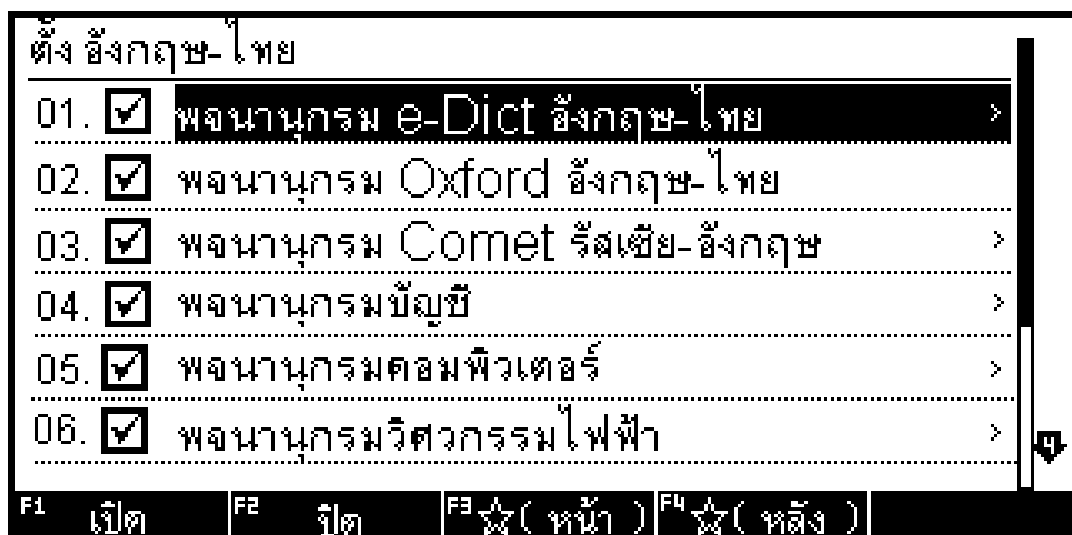 ตั้ง อังกฤษ-ไทย
01. พจนานุกรม e-Dict อังกฤษ-ไทย >
02. พจนานุกรม Oxford อังกฤษ-ไทย
03. พจนานุกรม Comet รัสเซีย-อังกฤษ >
04. พจนานุกรมบัญชี >
05. พจนานุกรมคอมพิวเตอร์ >
06. พจนานุกรมวิศวกรรมไฟฟ้า >
F1 เปิด F2 ปิด F3 ☆( หน้า ) F4 ☆( หลัง )